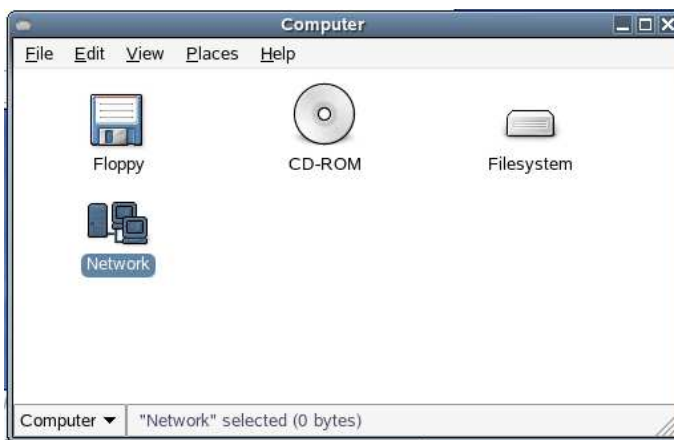 Computer
File Edit View Places Help
Floppy CD-ROM Filesystem
Network
Computer "Network" selected (0 bytes)